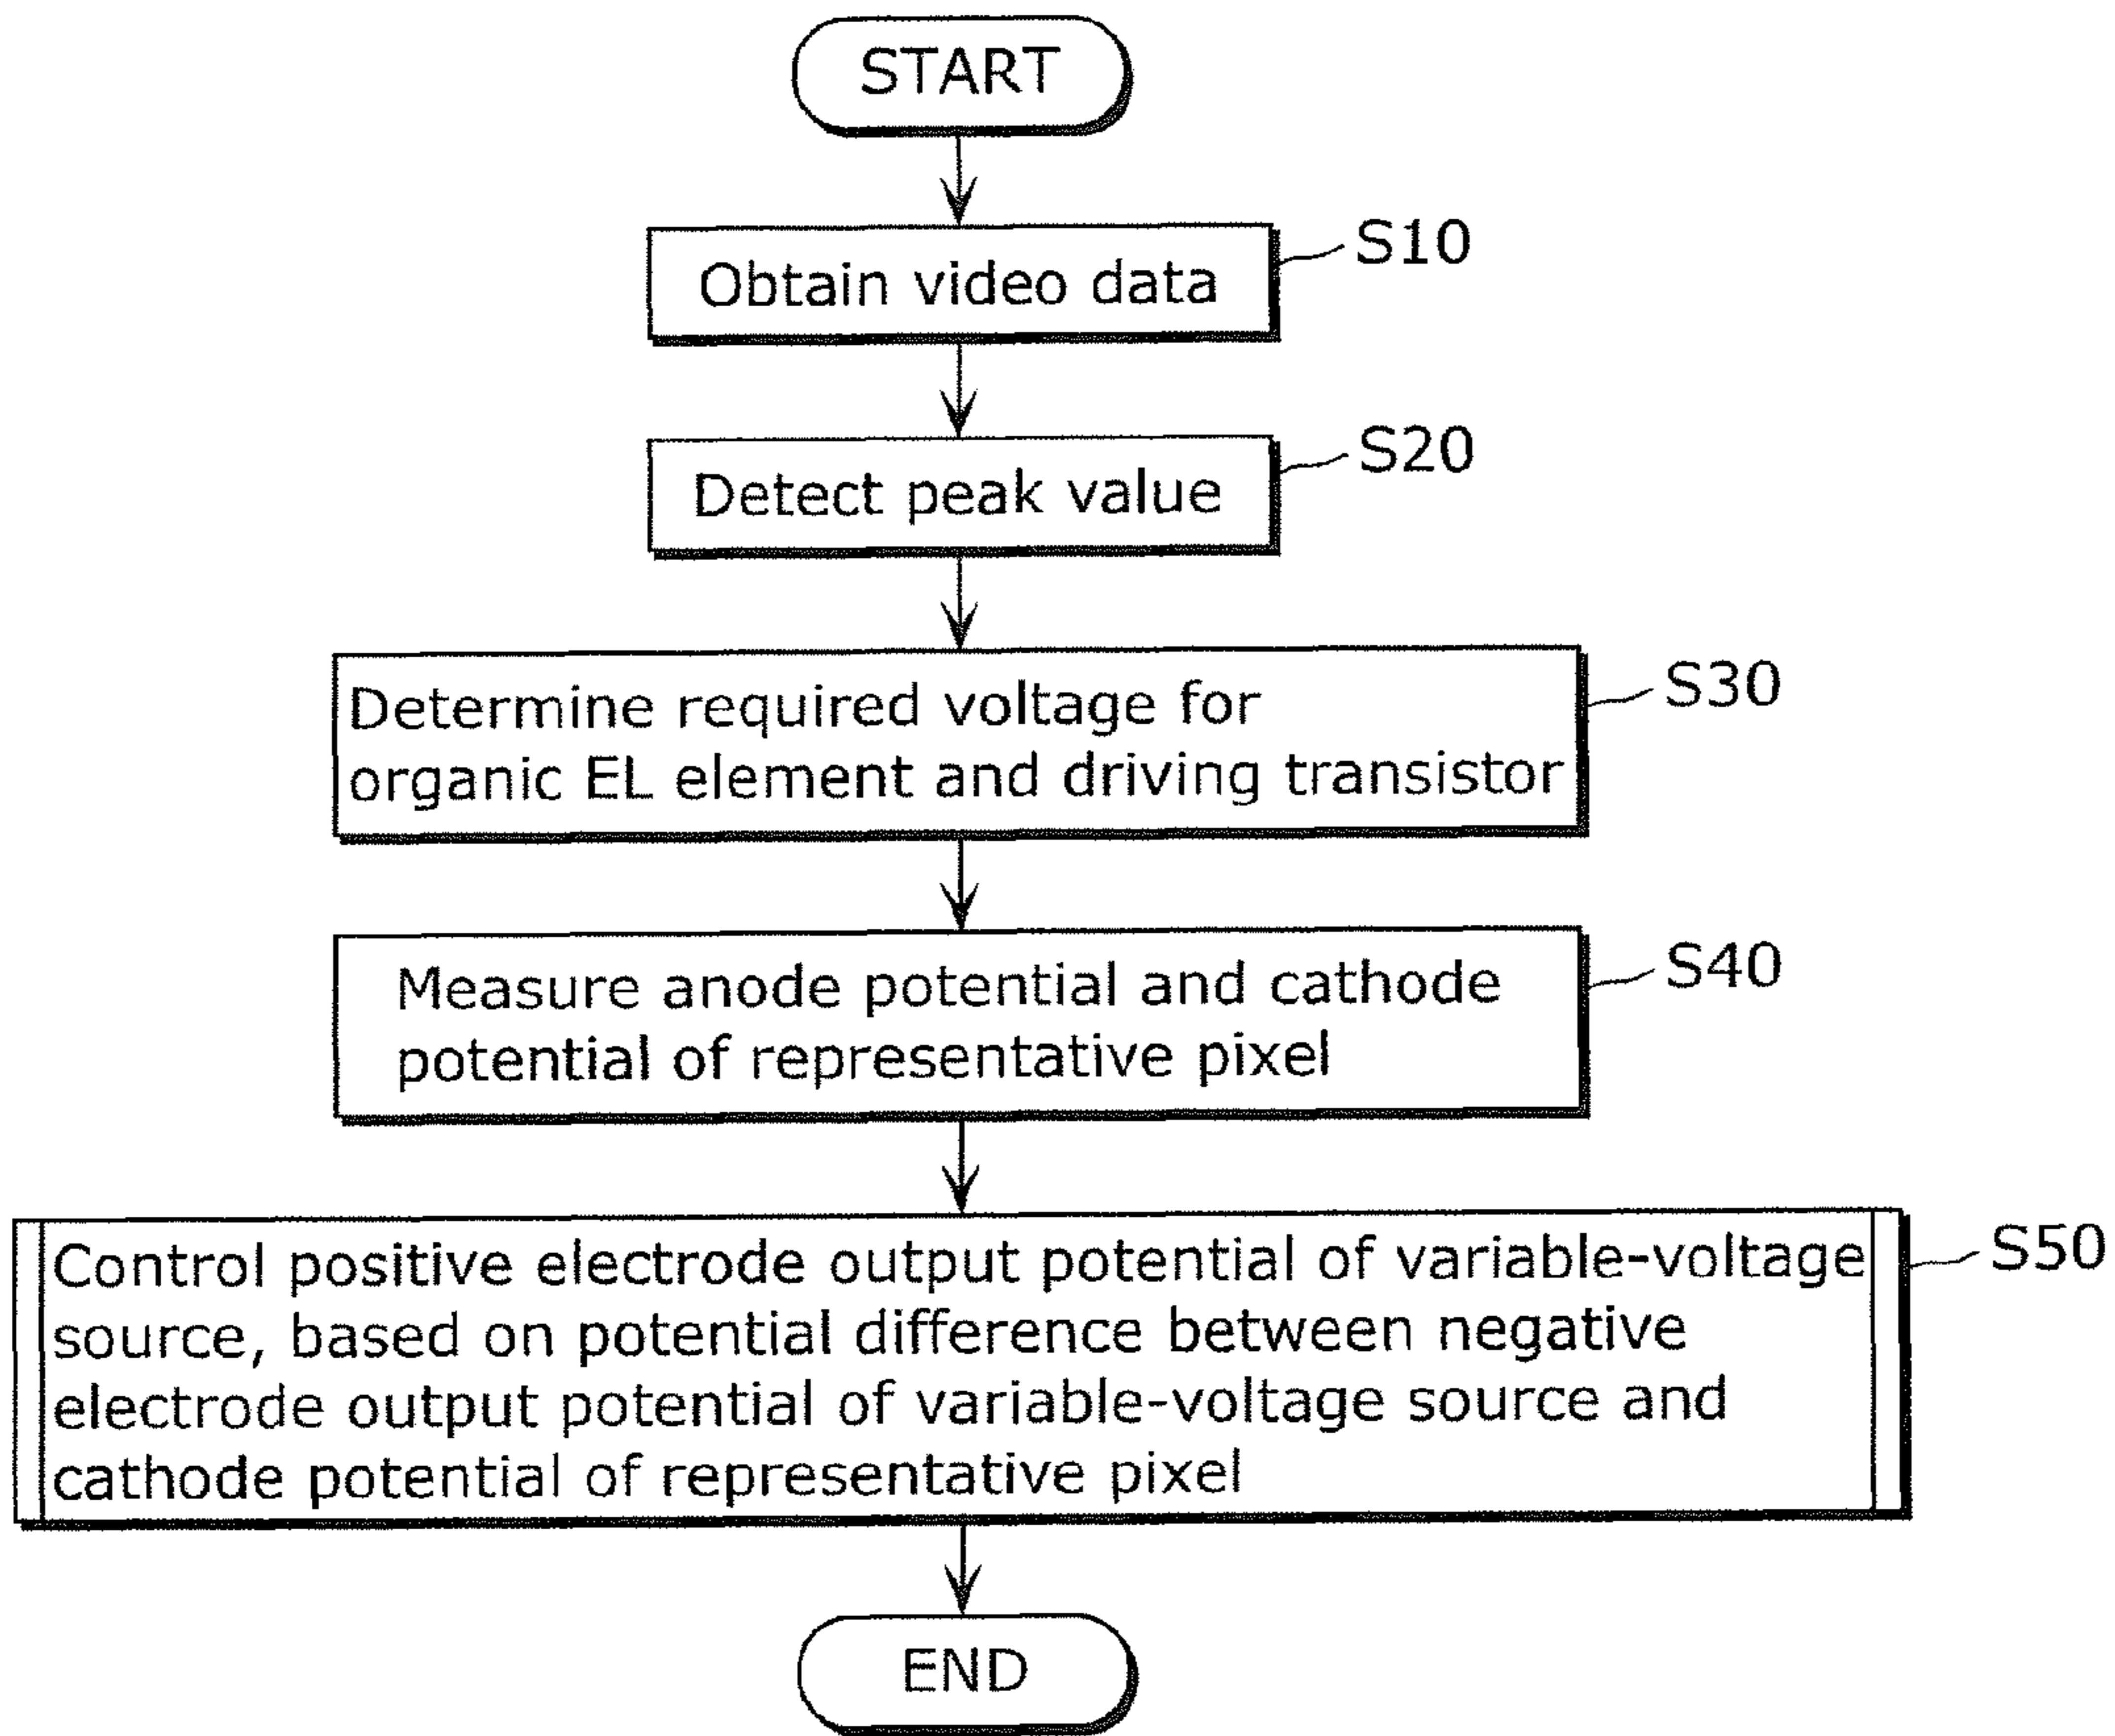 START
Obtain video data
S10
Detect peak value
S20
Determine required voltage for
organic EL element and driving transistor
S30
Measure anode potential and cathode
potential of representative pixel
S40
Control positive electrode output potential of variable-voltage
source, based on potential difference between negative
electrode output potential of variable-voltage source and
cathode potential of representative pixel
S50
END